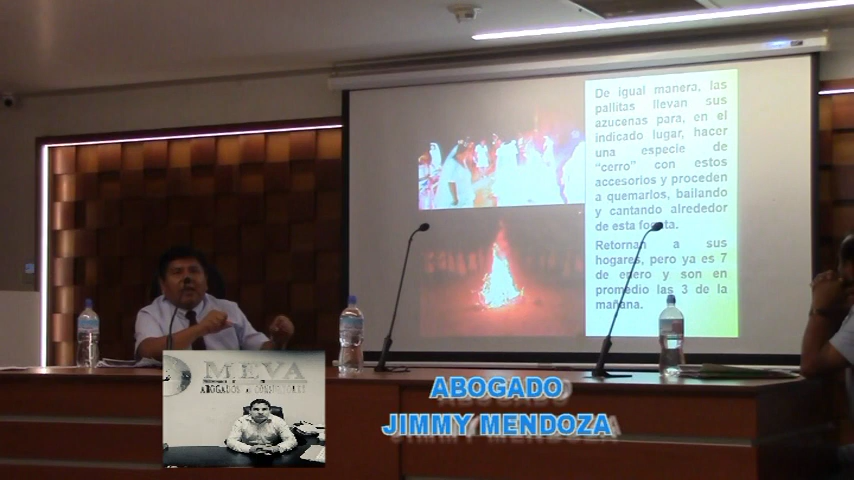 De igual manera, las
pallitas llevan sus
azucenas para, en el
indicado lugar, hacer
una especie de
“cerro” con estos
accesorios y proceden
a quemarlos, bailando
y cantando alrededor
de esta fogata.
Retornan a sus
hogares, pero ya es 7
de enero y son en
promedio las 3 de la
mañana.
M.EVA
ABOGADOS
ABOGADO
JIMMY MENDOZA